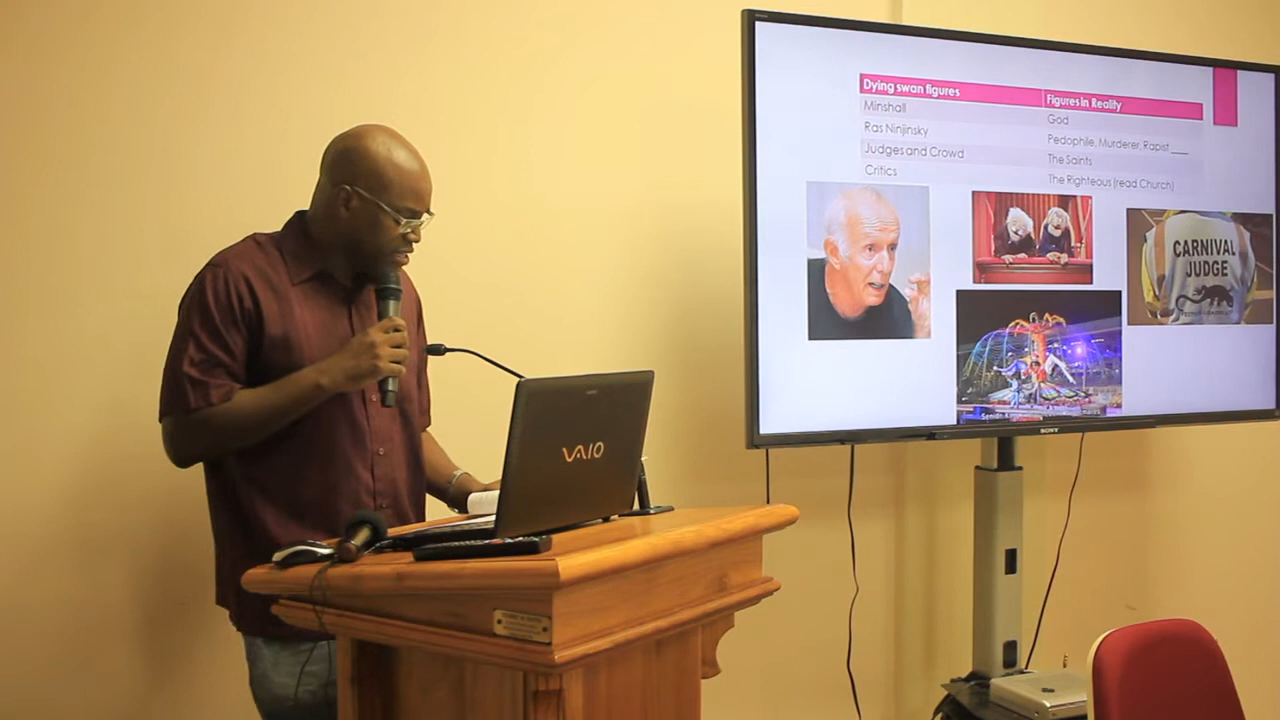 Dying swan figures
Figures in Reality
Minshall
God
Ras Ninjinsky
Pedophile, Murderer, Rapist ____
Judges and Crowd
The Saints
Critics
The Righteous (read Church)
CARNIVAL
JUDGE
VAIO
SONY